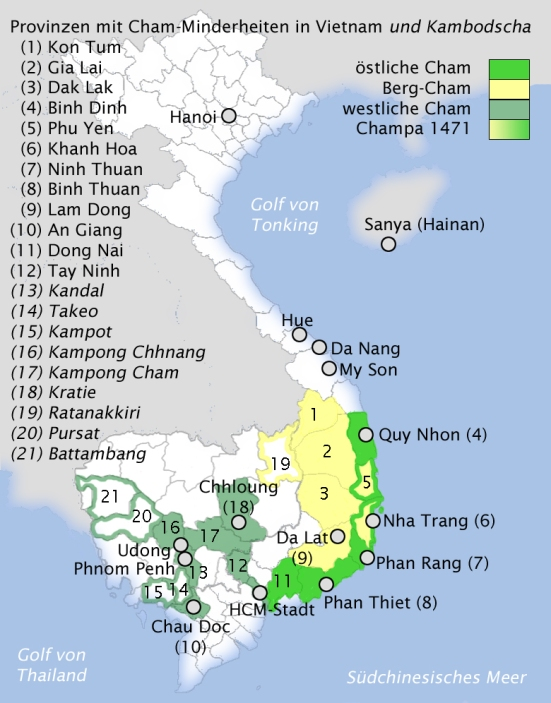 Provinzen mit Cham-Minderheiten in Vietnam und Kambodscha
(1) Kon Tum
(2) Gia Lai
(3) Dak Lak
(4) Binh Dinh
(5) Phu Yen
(6) Khanh Hoa
(7) Ninh Thuan
(8) Binh Thuan
(9) Lam Dong
(10) An Giang
(11) Dong Nai
(12) Tay Ninh
(13) Kandal
(14) Takeo
(15) Kampot
(16) Kampong Chhnang
(17) Kampong Cham
(18) Kratie
(19) Ratanakkiri
(20) Pursat
(21) Battambang
östliche Cham
Berg-Cham
westliche Cham
Champa 1471
Hanoi
Golf von
Tonking
Sanya (Hainan)
Hue
Da Nang
My Son
1
Quy Nhon (4)
2
19
5
3
Chhloung
(18)
21
20
16
17
Nha Trang (6)
Da Lat
(9)
Udong
Phnom Penh
13
12
Phan Rang (7)
11
15
14
HCM-Stadt
Phan Thiet (8)
Chau Doc
(10)
Golf von
Thailand
Südchinesisches Meer